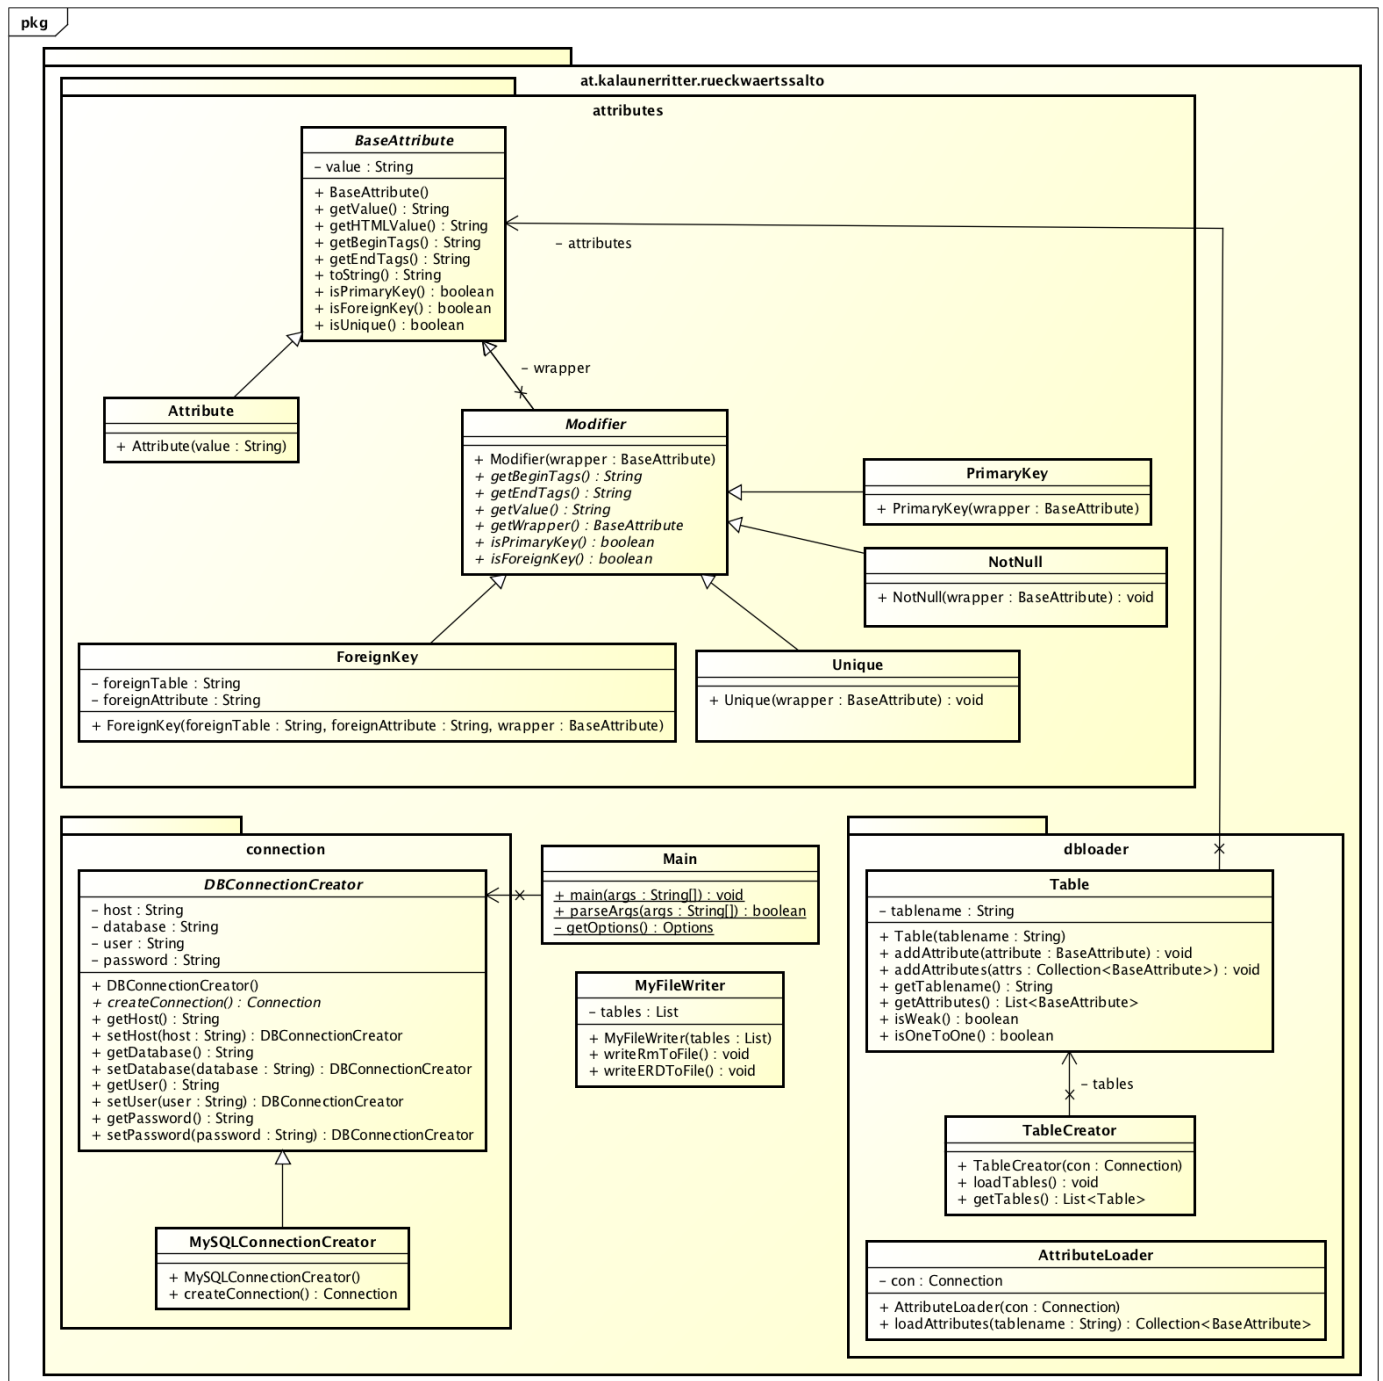 pkg
at.kalaunerritter.rueckwaertssalto
attributes
BaseAttribute
– value : String
+ BaseAttribute()
+ getValue() : String
+ getHTMLValue() : String
+ getBeginTags() : String
+ getEndTags() : String
+ toString() : String
+ isPrimaryKey() : boolean
+ isForeignKey() : boolean
+ isUnique() : boolean
– attributes
– wrapper
Attribute
+ Attribute(value : String)
Modifier
+ Modifier(wrapper : BaseAttribute)
+ getBeginTags() : String
+ getEndTags() : String
+ getValue() : String
+ getWrapper() : BaseAttribute
+ isPrimaryKey() : boolean
+ isForeignKey() : boolean
PrimaryKey
+ PrimaryKey(wrapper : BaseAttribute)
NotNull
+ NotNull(wrapper : BaseAttribute) : void
ForeignKey
– foreignTable : String
– foreignAttribute : String
+ ForeignKey(foreignTable : String, foreignAttribute : String, wrapper : BaseAttribute)
Unique
+ Unique(wrapper : BaseAttribute) : void
connection
DBConnectionCreator
– host : String
– database : String
– user : String
– password : String
+ DBConnectionCreator()
+ createConnection() : Connection
+ getHost() : String
+ setHost(host : String) : DBConnectionCreator
+ getDatabase() : String
+ setDatabase(database : String) : DBConnectionCreator
+ getUser() : String
+ setUser(user : String) : DBConnectionCreator
+ getPassword() : String
+ setPassword(password : String) : DBConnectionCreator
MySQLConnectionCreator
+ MySQLConnectionCreator()
+ createConnection() : Connection
Main
+ main(args : String[]) : void
+ parseArgs(args : String[]) : boolean
– getOptions() : Options
MyFileWriter
– tables : List
+ MyFileWriter(tables : List)
+ writeRmToFile() : void
+ writeERDToFile() : void
dbloader
Table
– tablename : String
+ Table(tablename : String)
+ addAttribute(attribute : BaseAttribute) : void
+ addAttributes(attrs : Collection<BaseAttribute>) : void
+ getTablename() : String
+ getAttributes() : List<BaseAttribute>
+ isWeak() : boolean
+ isOneToOne() : boolean
– tables
TableCreator
+ TableCreator(con : Connection)
+ loadTables() : void
+ getTables() : List<Table>
AttributeLoader
– con : Connection
+ AttributeLoader(con : Connection)
+ loadAttributes(tablename : String) : Collection<BaseAttribute>